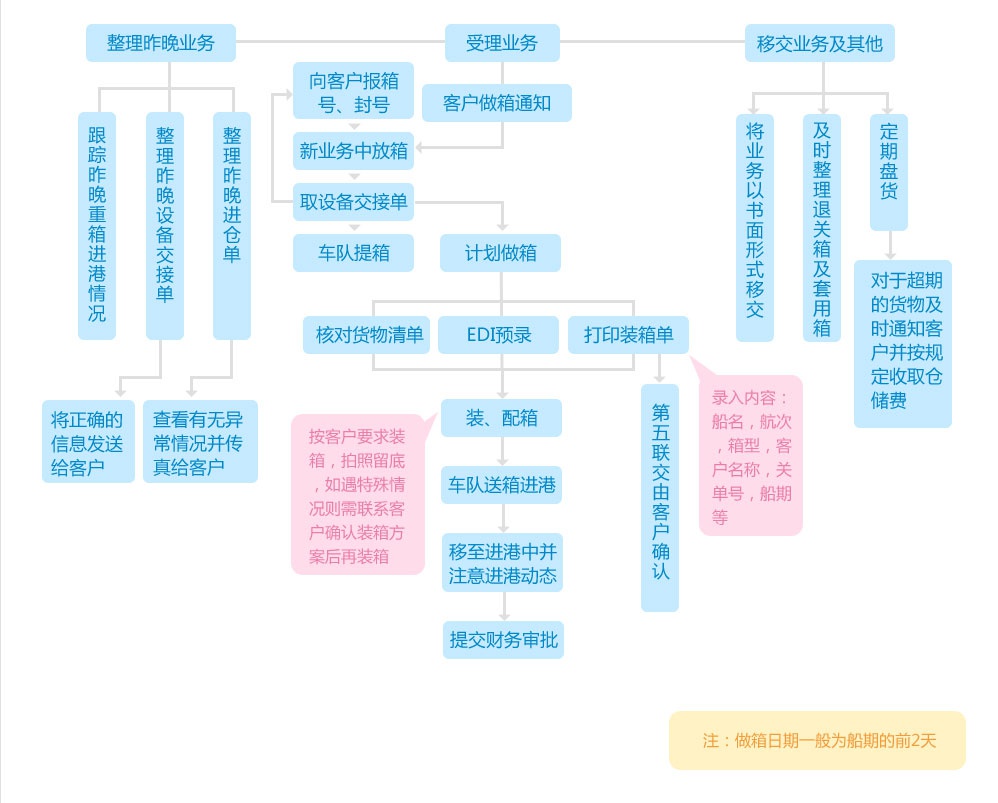 整理昨晚业务
受理业务
移交业务及其他
向客户报箱
号、封号
客户做箱通知
新业务中放箱
取设备交接单
车队提箱
计划做箱
跟踪昨晚重箱进港情况
整理昨晚设备交接单
整理昨晚进仓单
将业务以书面形式移交
及时整理退关箱及套用箱
定期盘货
对于超期
的货物及
时通知客
户并按规
定收取仓
储费
核对货物清单
EDI预录
打印装箱单
将正确的
信息发送
给客户
查看有无异
常情况并传
真给客户
按客户要求装
箱，拍照留底
，如遇特殊情
况则需联系客
户确认装箱方
案后再装箱
装、配箱
车队送箱进港
移至进港中并
注意进港动态
提交财务审批
第五联交由客户确认
录入内容：
船名，航次
，箱型，客
户名称，关
单号，船期
等
注：做箱日期一般为船期的前2天